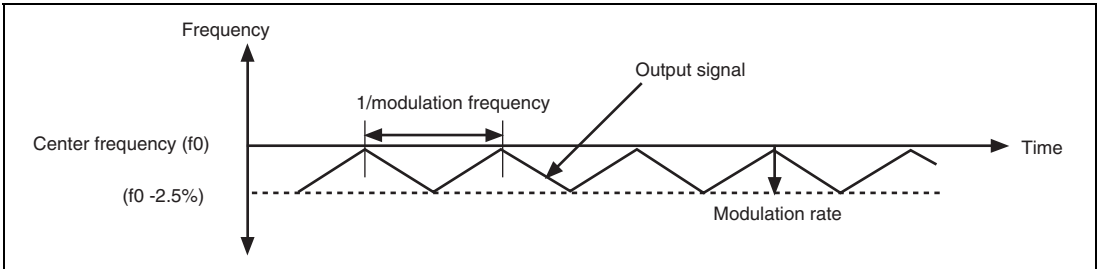 Frequency
Output signal
1/modulation frequency
Center frequency (f0)
Time
(f0 -2.5%)
Modulation rate